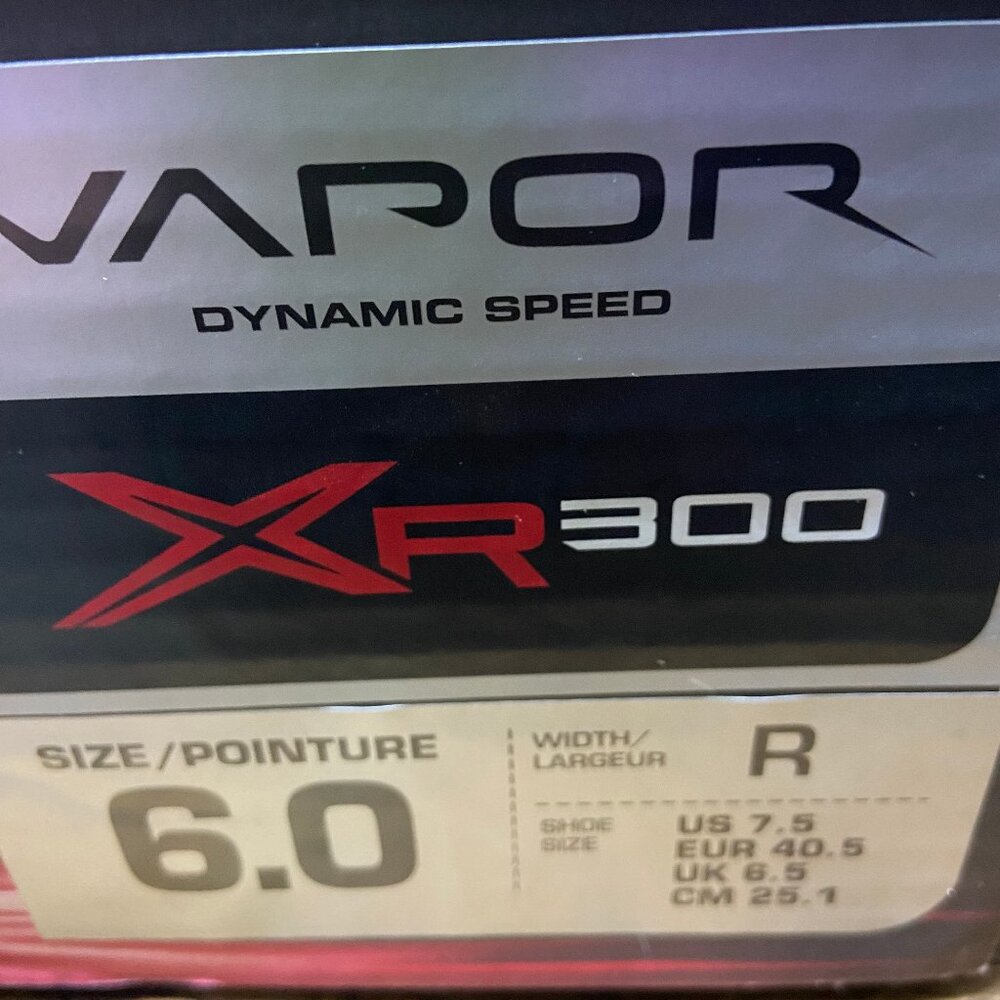 VAPOR
DYNAMIC SPEED
XR300
SIZE/POINTURE
6.0
WIDTH/
LARGEUR
R
SHOE
SIZE
US 7.5
EUR 40.5
UK 6.5
CM 25.1